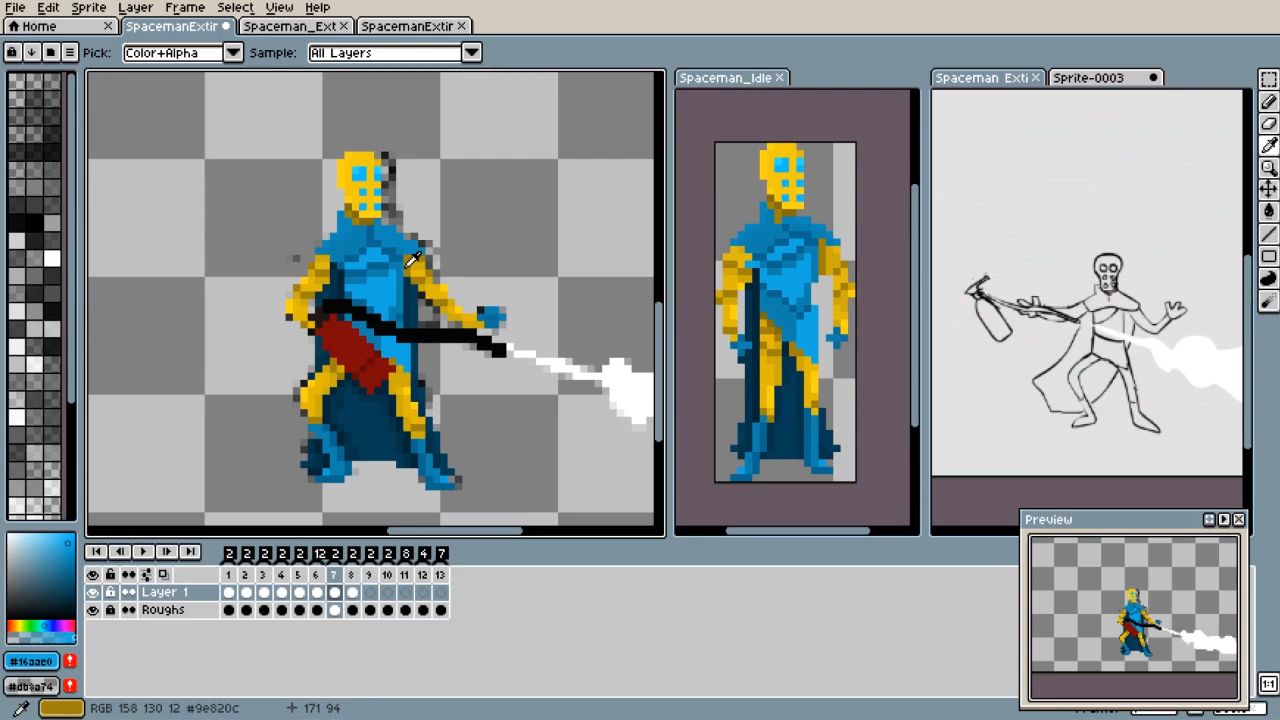 File Edit Sprite Layer Frame Select View Help
Home SpacemanExtir Spaceman_Ext SpacemanExtir
Pick: Color+Alpha Sample: All Layers
Spaceman_Idle Spaceman Exti Sprite-0003
Preview
2 2 2 2 2 12 2 2 2 2 8 4 7
1 2 3 4 5 6 7 8 9 10 11 12 13
Layer 1
Roughs
#16aae0
RGB 158 130 12 #9e820c 171 94
1:1